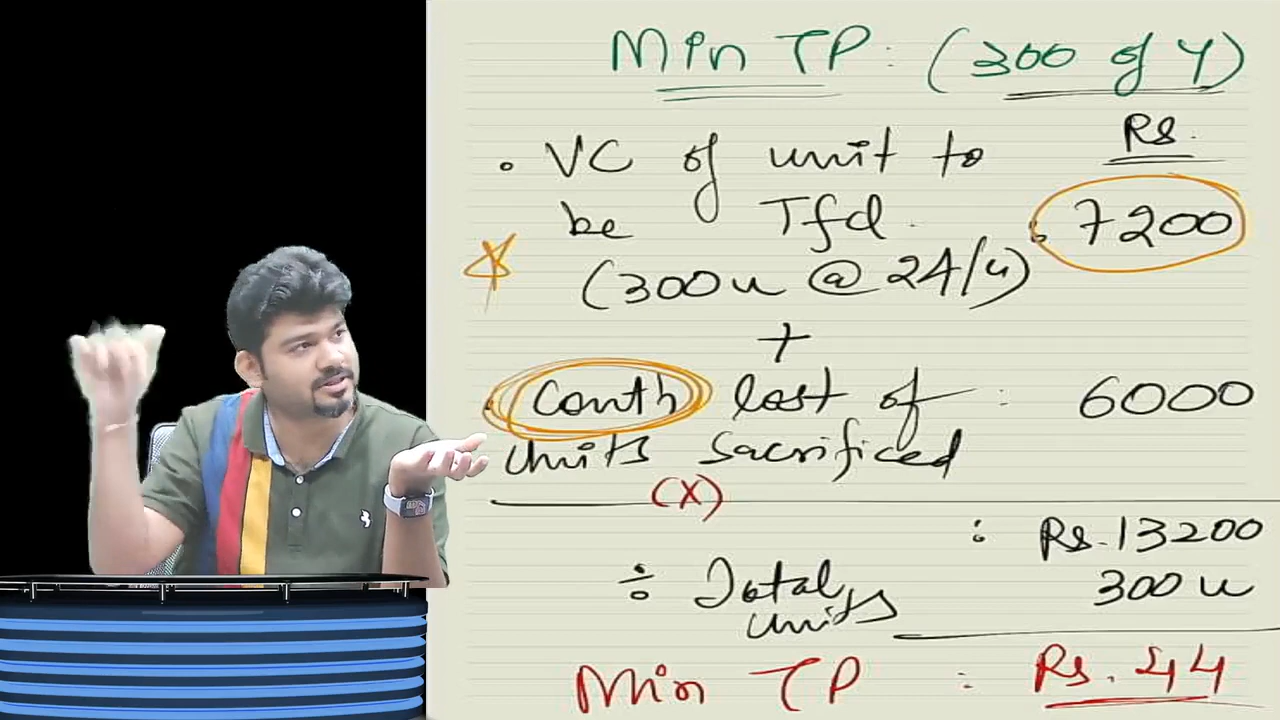 Min TP: (300 of Y)
Rs.
. VC of unit to
be Tfd. : 7200
(300u @ 24/u)
+
. Contn lost of : 6000
units sacrificed
(X)
: Rs. 13200
÷ Total units 300 u
Min TP : Rs. 44